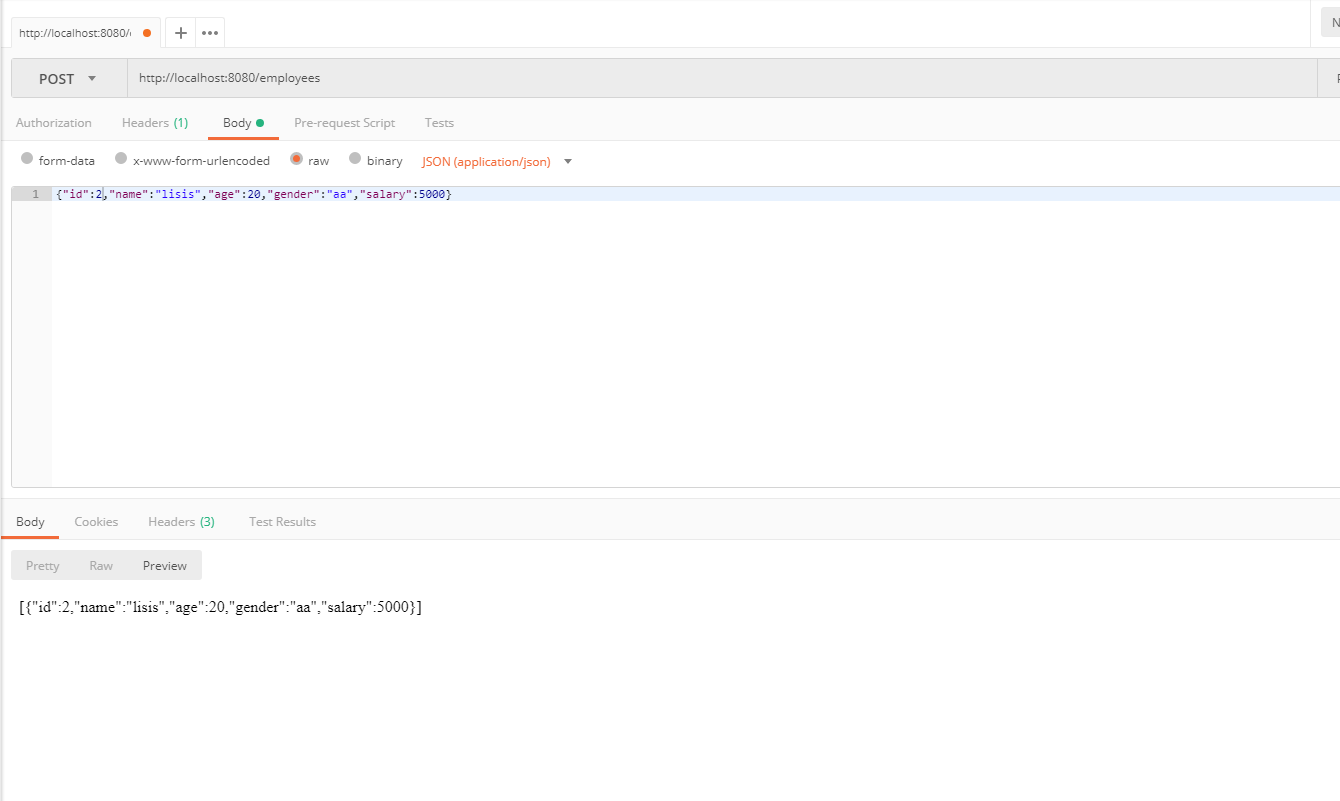 http://localhost:8080/
N
POST
http://localhost:8080/employees
Authorization Headers (1) Body Pre-request Script Tests
form-data x-www-form-urlencoded raw binary JSON (application/json)
1 {"id":2,"name":"lisis","age":20,"gender":"aa","salary":5000}
Body Cookies Headers (3) Test Results
Pretty Raw Preview
[{"id":2,"name":"lisis","age":20,"gender":"aa","salary":5000}]